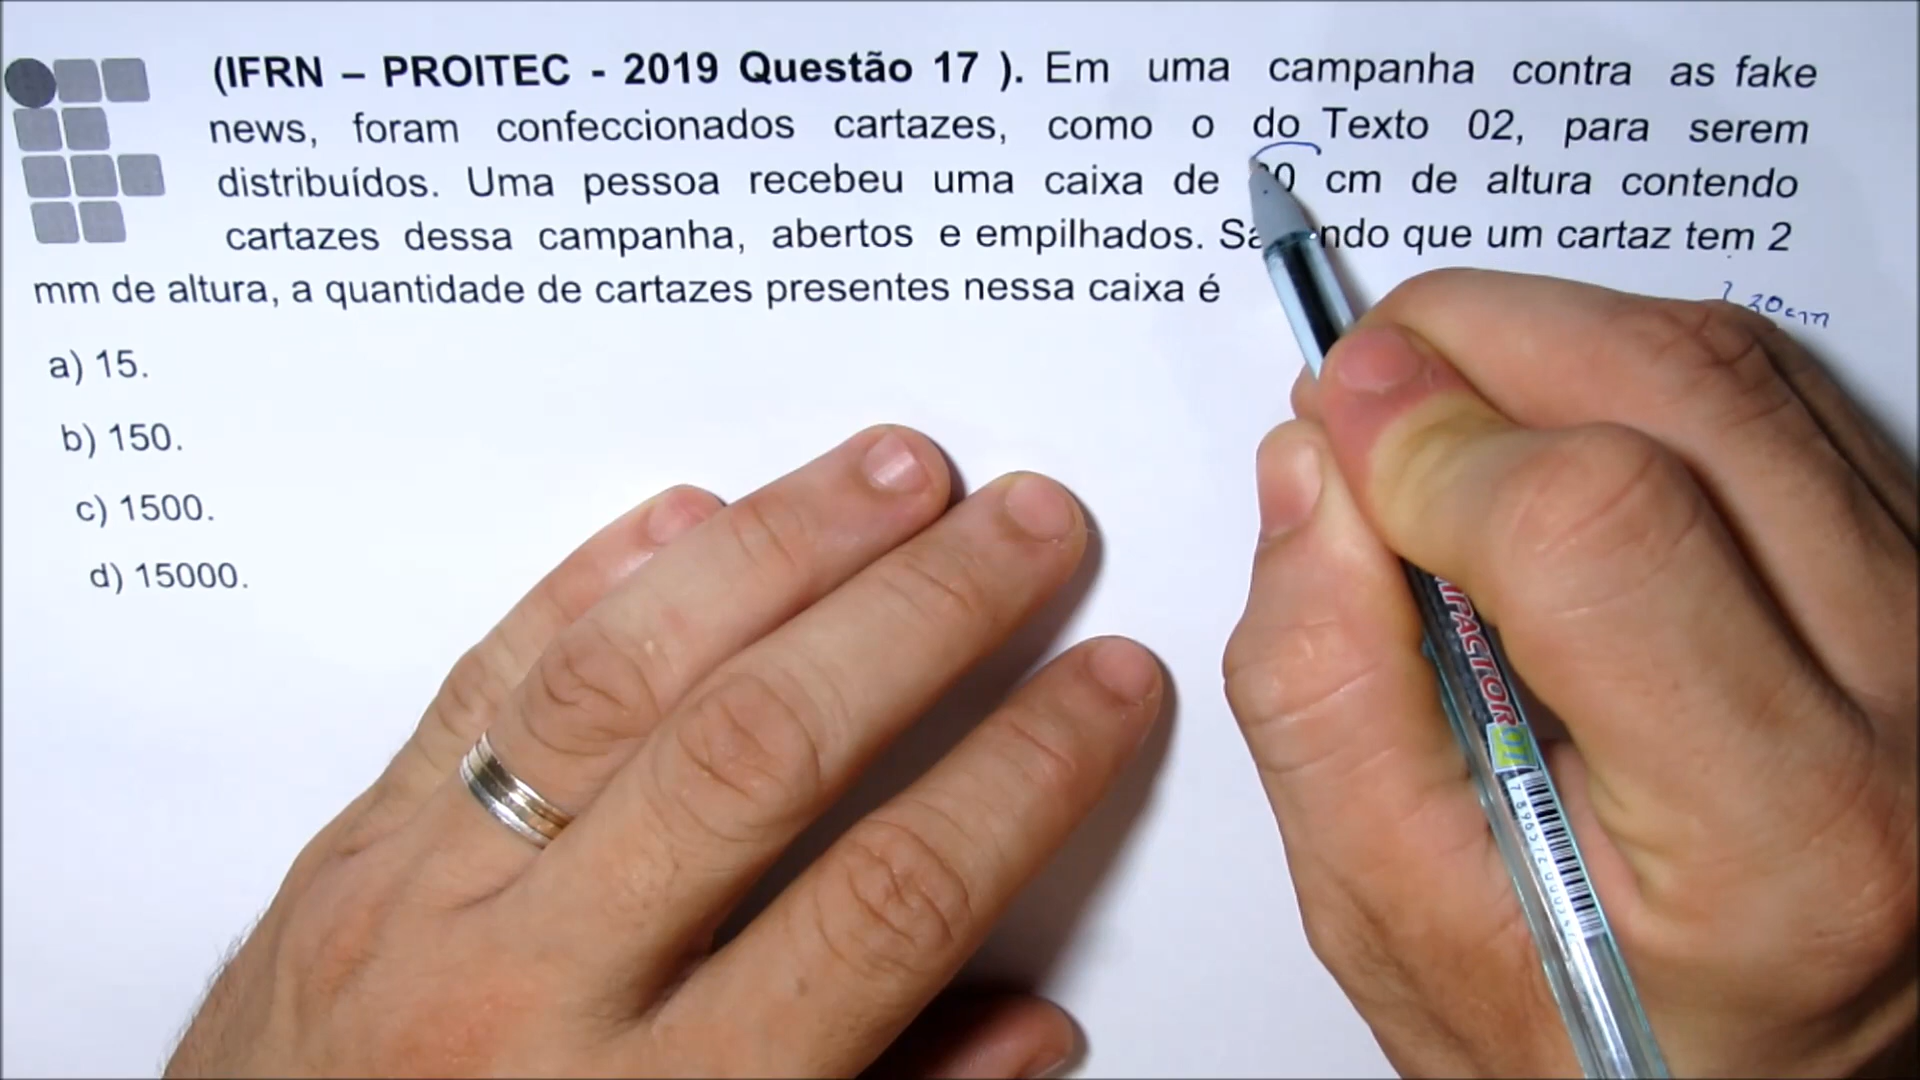 (IFRN – PROITEC - 2019 Questão 17 ). Em uma campanha contra as fake
news, foram confeccionados cartazes, como o do Texto 02, para serem
distribuídos. Uma pessoa recebeu uma caixa de cm de altura contendo
cartazes dessa campanha, abertos e empilhados. que um cartaz tem 2
mm de altura, a quantidade de cartazes presentes nessa caixa é
30cm
a) 15.
b) 150.
c) 1500.
d) 15000.
MPACTOR